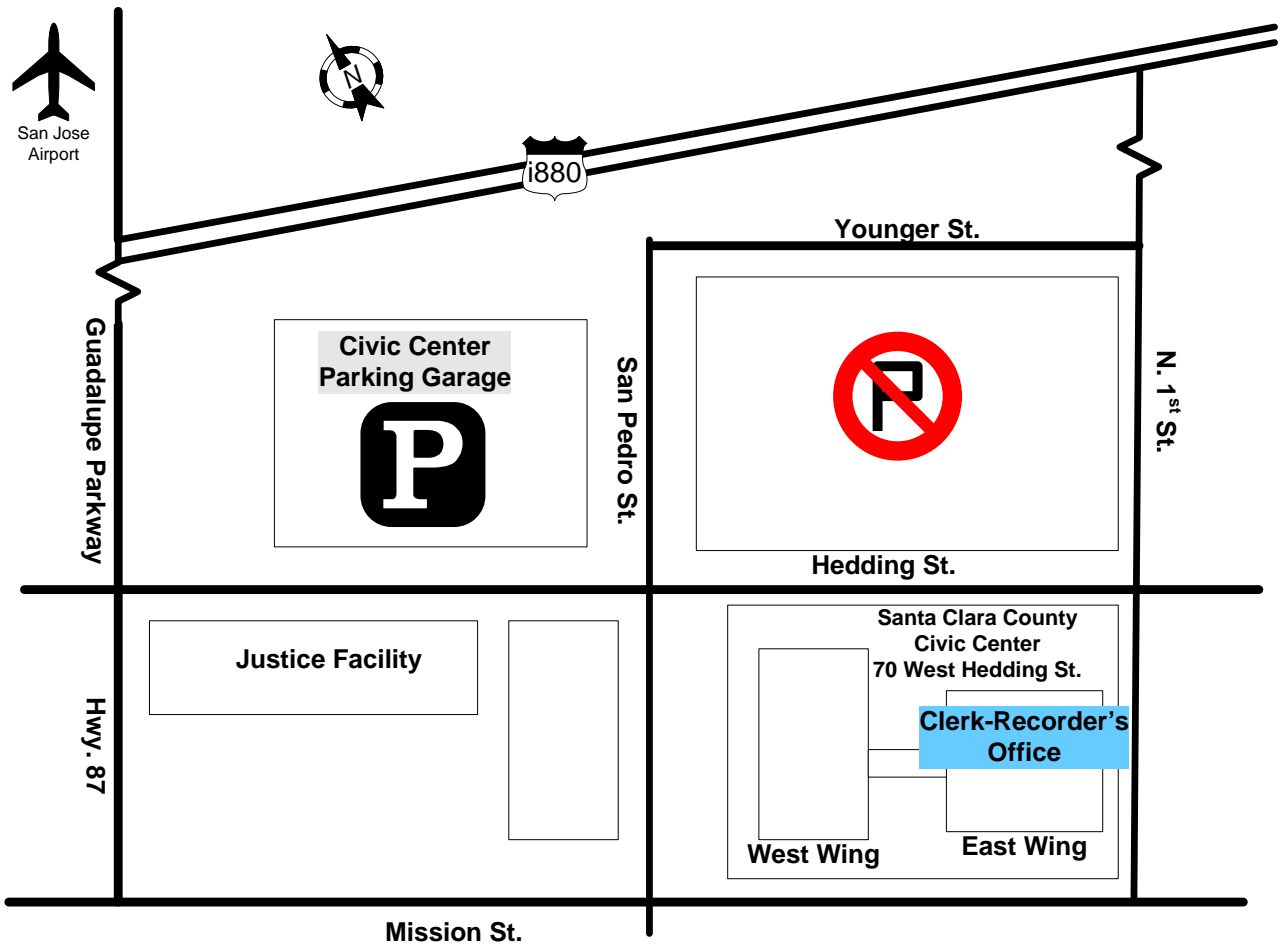 San Jose
Airport
N
i880
Younger St.
Guadalupe Parkway
Civic Center
Parking Garage
P
San Pedro St.
P
N. 1st St.
Hedding St.
Justice Facility
Santa Clara County
Civic Center
70 West Hedding St.
Clerk-Recorder's
Office
Hwy. 87
West Wing
East Wing
Mission St.